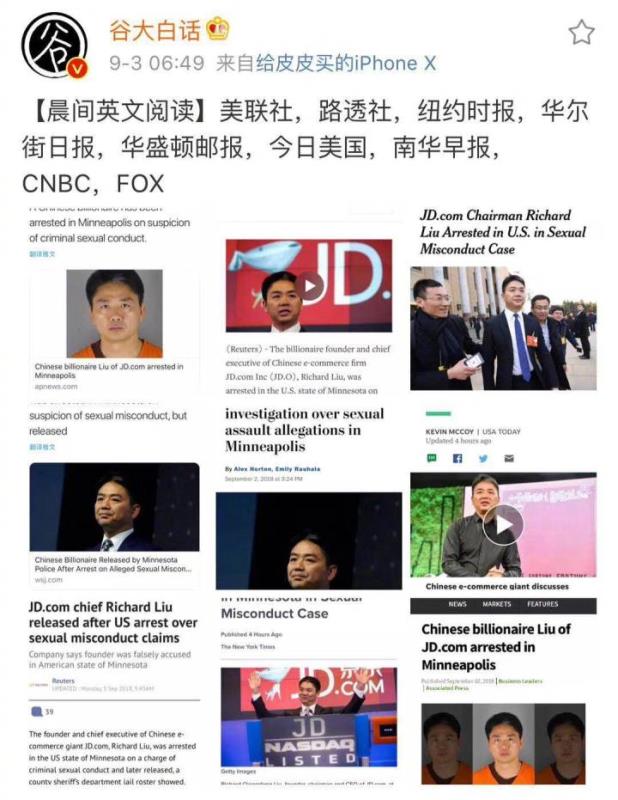 谷大白话
9-3 06:49 来自给皮皮买的iPhone X
【晨间英文阅读】美联社，路透社，纽约时报，华尔
街日报，华盛顿邮报，今日美国，南华早报，
CNBC，FOX
arrested in Minneapolis on suspicion
of criminal sexual conduct.
翻译推文
Chinese billionaire Liu of JD.com arrested in
Minneapolis
apnews.com
JD.
(Reuters) - The billionaire founder and chief
executive of Chinese e-commerce firm
JD.com Inc (JD.O), Richard Liu, was
arrested in the U.S. state of Minnesota on
JD.com Chairman Richard
Liu Arrested in U.S. in Sexual
Misconduct Case
suspicion of sexual misconduct, but
released
翻译推文
Chinese Billionaire Released by Minnesota
Police After Arrest on Alleged Sexual Miscon...
wsj.com
investigation over sexual
assault allegations in
Minneapolis
By Alex Horton, Emily Rauhala
September 2, 2018 at 3:24 PM
KEVIN MCCOY | USA TODAY
Updated 4 hours ago
Chinese e-commerce giant discusses
JD.com chief Richard Liu
released after US arrest over
sexual misconduct claims
Company says founder was falsely accused
in American state of Minnesota
Reuters
UPDATED : Monday, 3 Sep 2018, 5:45AM
39
The founder and chief executive of Chinese e-
commerce giant JD.com, Richard Liu, was arrested
in the US state of Minnesota on a charge of
criminal sexual conduct and later released, a
county sheriff's department jail roster showed.
in Minnesota in Sexual
Misconduct Case
Published 4 Hours Ago
The New York Times
JD.COM
JD
NASDAQ
LISTED
Getty Images
NEWS MARKETS FEATURES
Chinese billionaire Liu of
JD.com arrested in
Minneapolis
Published September 02, 2018 | Business Leaders
| Associated Press